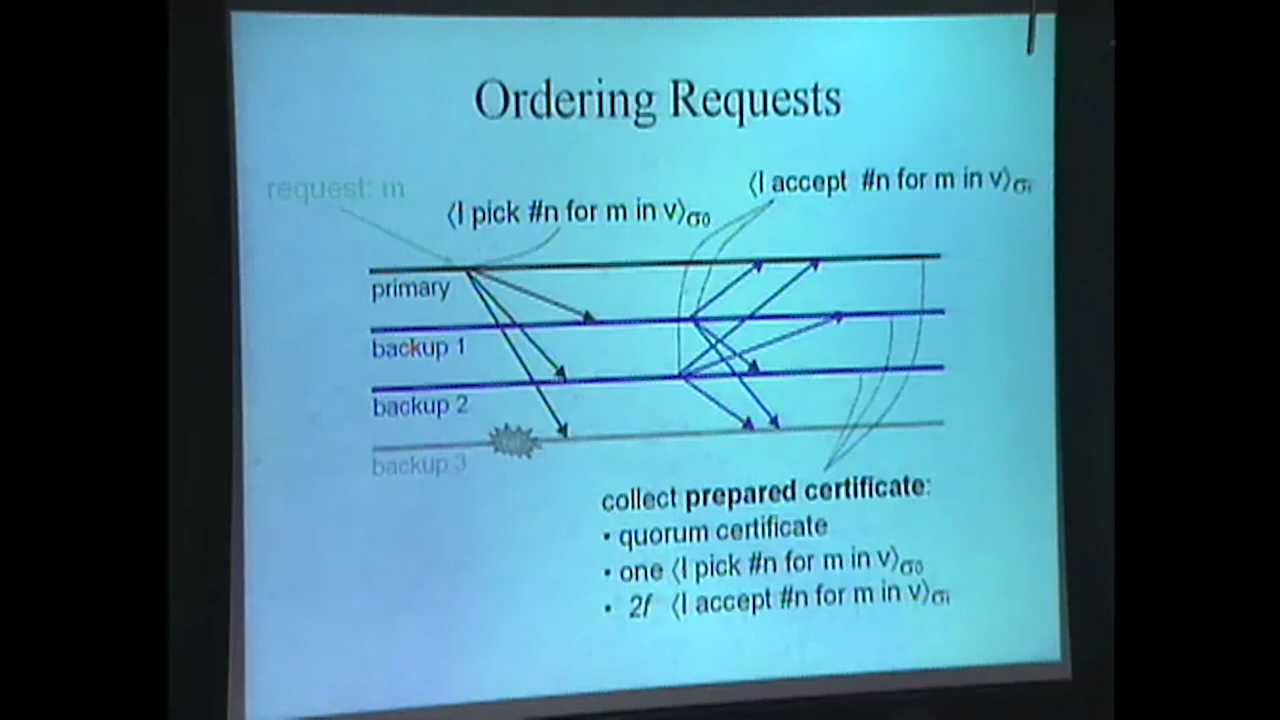 Ordering Requests
request: m
⟨I pick #n for m in v⟩σ0
⟨I accept #n for m in v⟩σi
primary
backup 1
backup 2
backup 3
collect prepared certificate:
• quorum certificate
• one ⟨I pick #n for m in v⟩σ0
• 2f ⟨I accept #n for m in v⟩σi